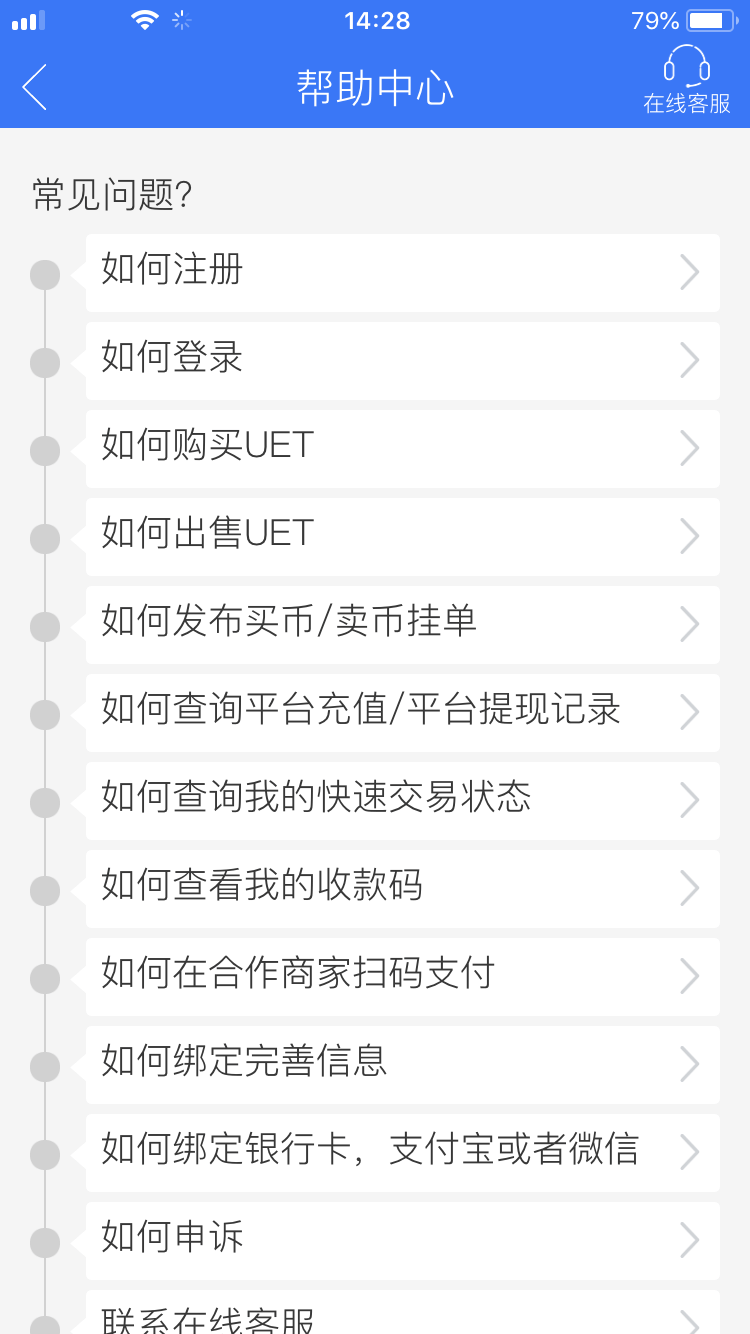 14:28
79%
帮助中心
在线客服
常见问题?
如何注册
如何登录
如何购买UET
如何出售UET
如何发布买币/卖币挂单
如何查询平台充值/平台提现记录
如何查询我的快速交易状态
如何查看我的收款码
如何在合作商家扫码支付
如何绑定完善信息
如何绑定银行卡，支付宝或者微信
如何申诉
联系在线客服